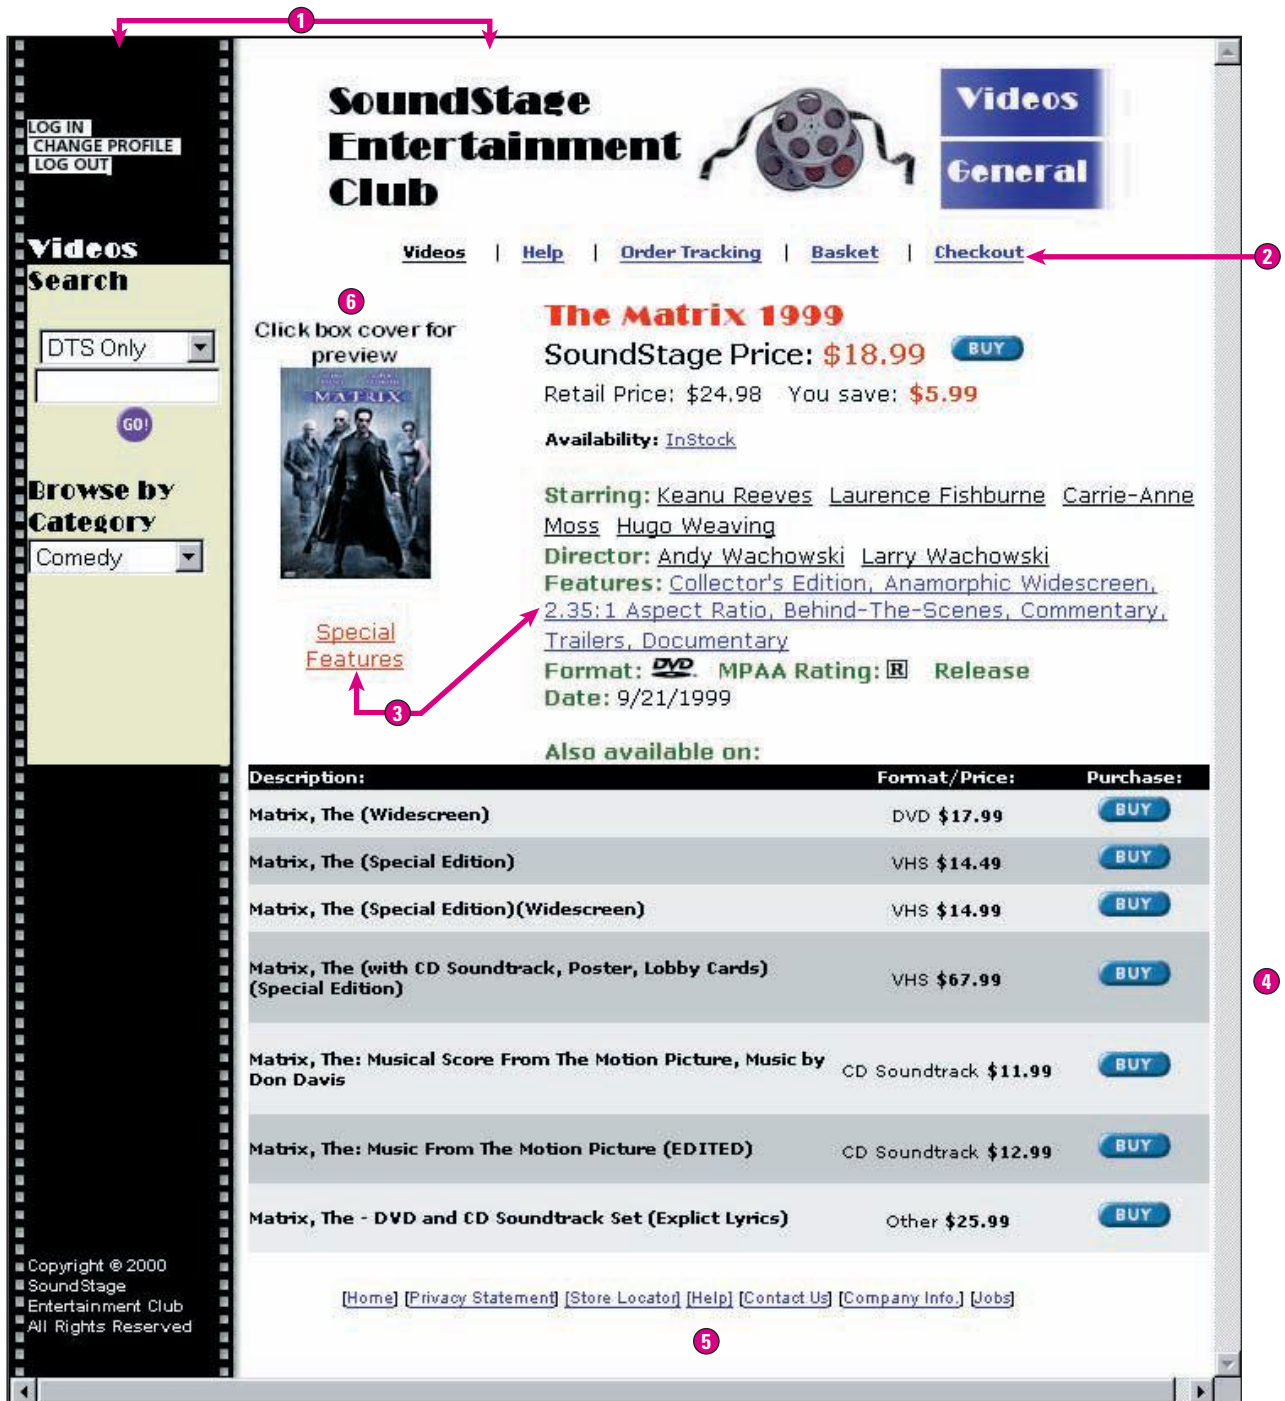 1
LOG IN
CHANGE PROFILE
LOG OUT
Videos
Search
DTS Only
GO!
Browse by
Category
Comedy
Copyright © 2000
SoundStage
Entertainment Club
All Rights Reserved
SoundStage
Entertainment
Club
Videos
General
Videos | Help | Order Tracking | Basket | Checkout
2
6
Click box cover for
preview
MATRIX
Special
Features
3
The Matrix 1999
SoundStage Price: $18.99 BUY
Retail Price: $24.98 You save: $5.99
Availability: InStock
Starring: Keanu Reeves Laurence Fishburne Carrie-Anne
Moss Hugo Weaving
Director: Andy Wachowski Larry Wachowski
Features: Collector's Edition, Anamorphic Widescreen,
2.35:1 Aspect Ratio, Behind-The-Scenes, Commentary,
Trailers, Documentary
Format: DVD MPAA Rating: R Release
Date: 9/21/1999
Also available on:
Description: Format/Price: Purchase:
Matrix, The (Widescreen) DVD $17.99 BUY
Matrix, The (Special Edition) VHS $14.49 BUY
Matrix, The (Special Edition)(Widescreen) VHS $14.99 BUY
Matrix, The (with CD Soundtrack, Poster, Lobby Cards)
(Special Edition) VHS $67.99 BUY
4
Matrix, The: Musical Score From The Motion Picture, Music by
Don Davis CD Soundtrack $11.99 BUY
Matrix, The: Music From The Motion Picture (EDITED) CD Soundtrack $12.99 BUY
Matrix, The - DVD and CD Soundtrack Set (Explict Lyrics) Other $25.99 BUY
[Home] [Privacy Statement] [Store Locator] [Help] [Contact Us] [Company Info.] [Jobs]
5